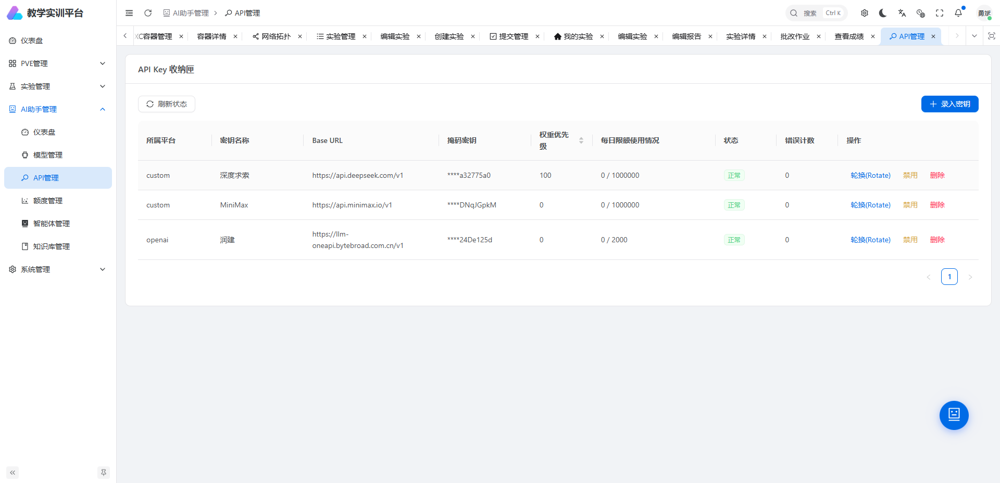 教学实训平台
AI助手管理 > API管理
搜索 Ctrl K
勇斌
XC容器管理 容器详情 网络拓扑 实验管理 编辑实验 创建实验 提交管理 我的实验 编辑实验 编辑报告 实验详情 批改作业 查看成绩 API管理
仪表盘
PVE管理
实验管理
AI助手管理
仪表盘
模型管理
API管理
额度管理
智能体管理
知识库管理
系统管理
API Key 收纳匣
刷新状态
录入密钥
所属平台 密钥名称 Base URL 掩码密钥 权重优先级 每日限额使用情况 状态 错误计数 操作
custom 深度求索 https://api.deepseek.com/v1 ****a32775a0 100 0 / 1000000 正常 0 轮换(Rotate) 禁用 删除
custom MiniMax https://api.minimax.io/v1 ****DNqJGpkM 0 0 / 1000000 正常 0 轮换(Rotate) 禁用 删除
openai 润建 https://llm-oneapi.bytebroad.com.cn/v1 ****24De125d 0 0 / 2000 正常 0 轮换(Rotate) 禁用 删除
1